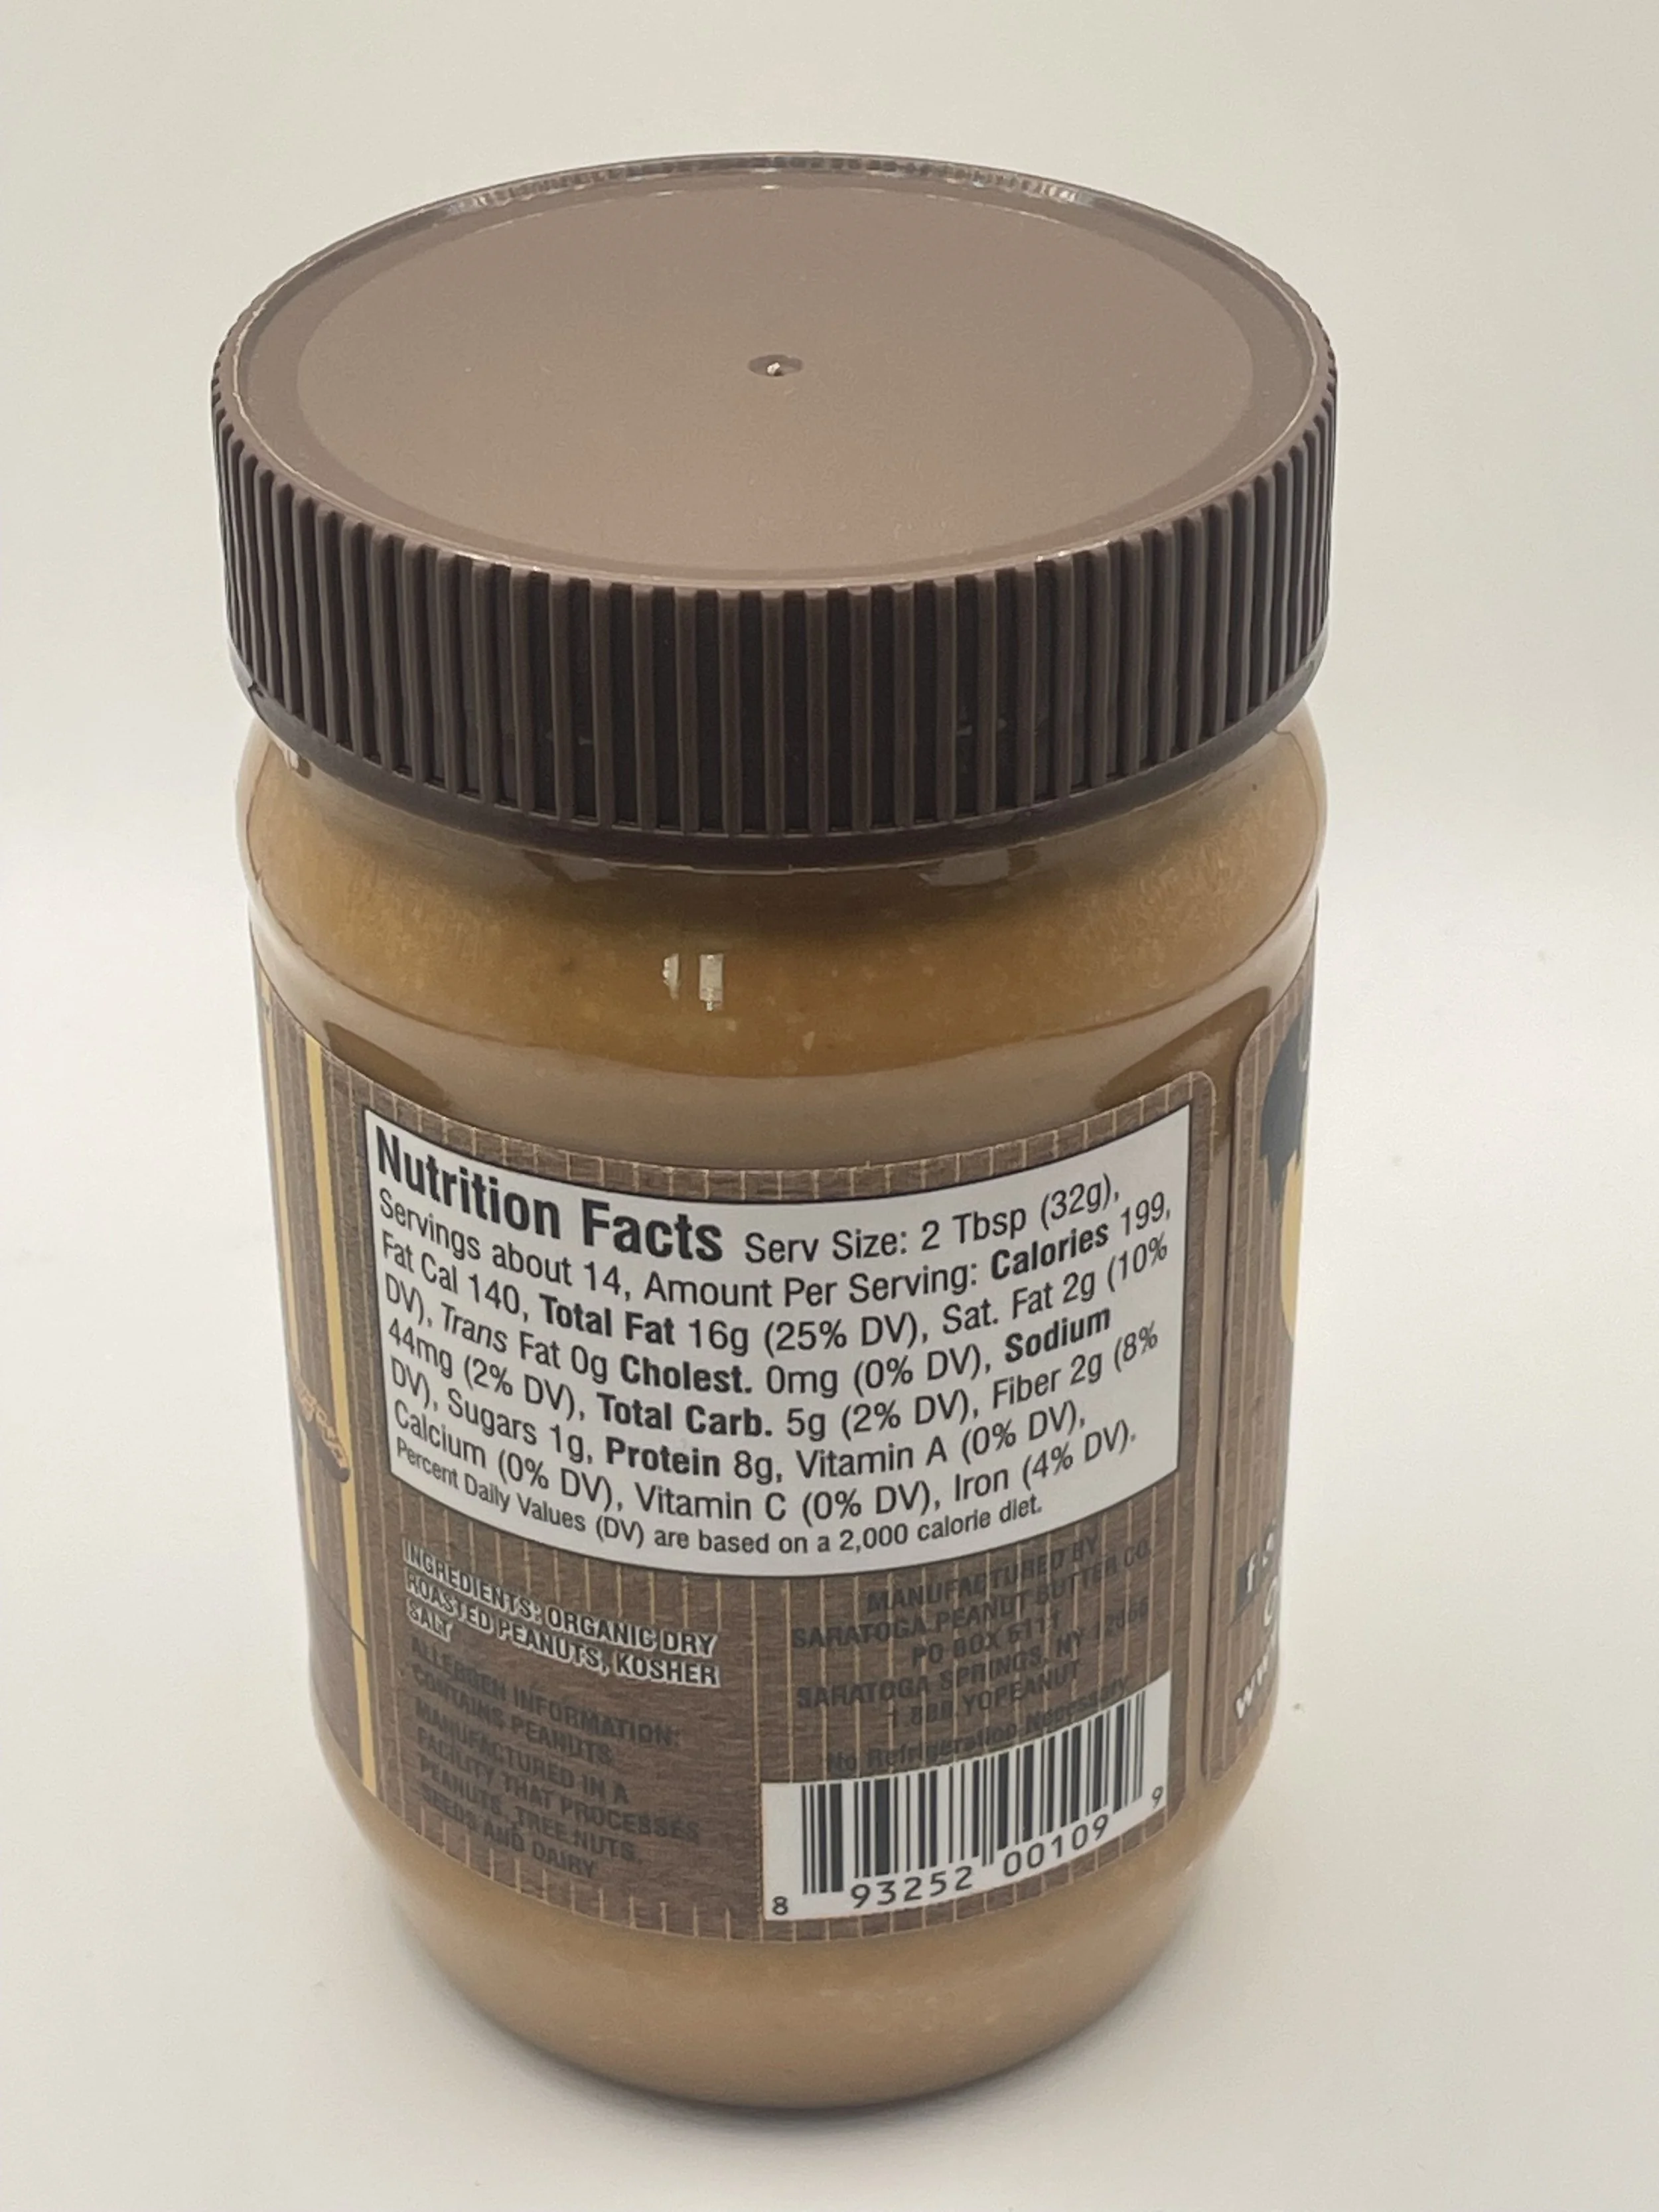 Nutrition Facts Serv Size: 2 Tbsp (32g),
Servings about 14, Amount Per Serving: Calories 199,
Fat Cal 140, Total Fat 16g (25% DV), Sat. Fat 2g (10%
DV), Trans Fat 0g Cholest. 0mg (0% DV), Sodium
44mg (2% DV), Total Carb. 5g (2% DV), Fiber 2g (8%
DV), Sugars 1g, Protein 8g, Vitamin A (0% DV),
Calcium (0% DV), Vitamin C (0% DV), Iron (4% DV).
Percent Daily Values (DV) are based on a 2,000 calorie diet.
INGREDIENTS: ORGANIC DRY
ROASTED PEANUTS, KOSHER
SALT
ALLERGEN INFORMATION:
CONTAINS PEANUTS
MANUFACTURED IN A
FACILITY THAT PROCESSES
PEANUTS, TREE NUTS,
SEEDS AND DAIRY
MANUFACTURED BY
SARATOGA PEANUT BUTTER CO.
PO BOX 5111
SARATOGA SPRINGS, NY 12866
1.888.YOPEANUT
No Refrigeration Necessary
8 93252 00109 9